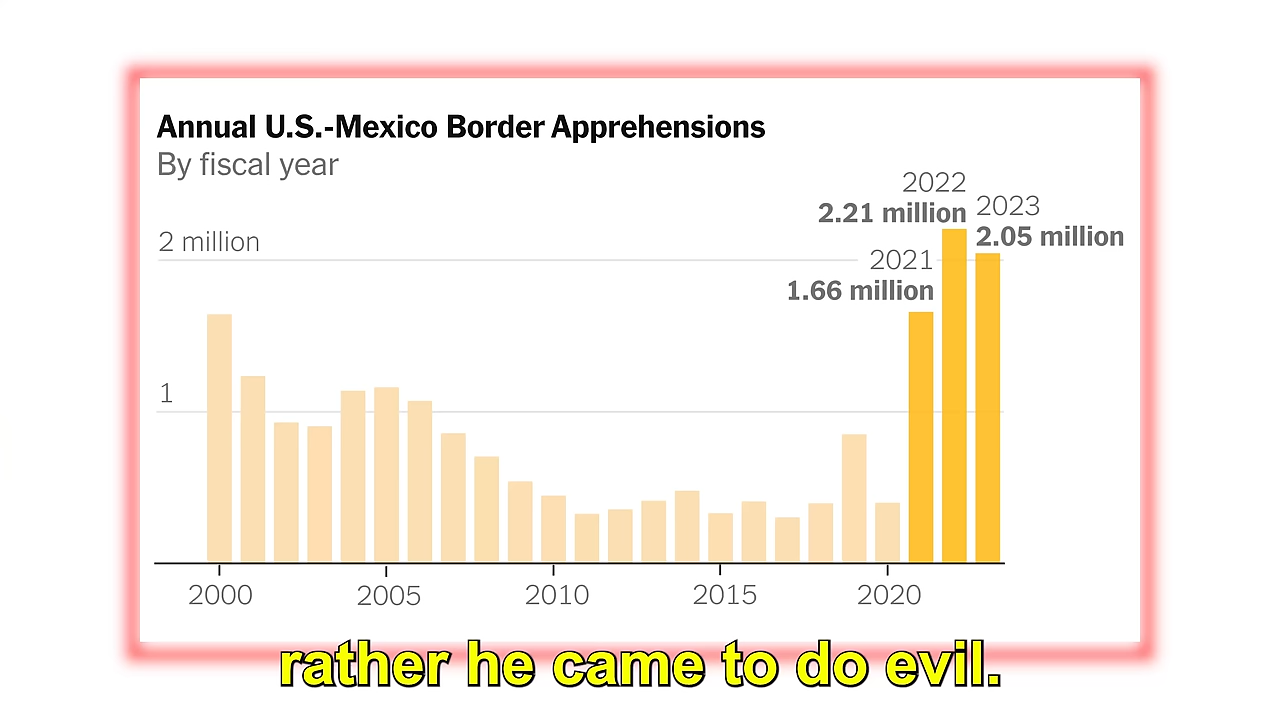 Annual U.S.-Mexico Border Apprehensions
By fiscal year
2022
2.21 million
2023
2.05 million
2 million
2021
1.66 million
1
2000 2005 2010 2015 2020
rather he came to do evil.